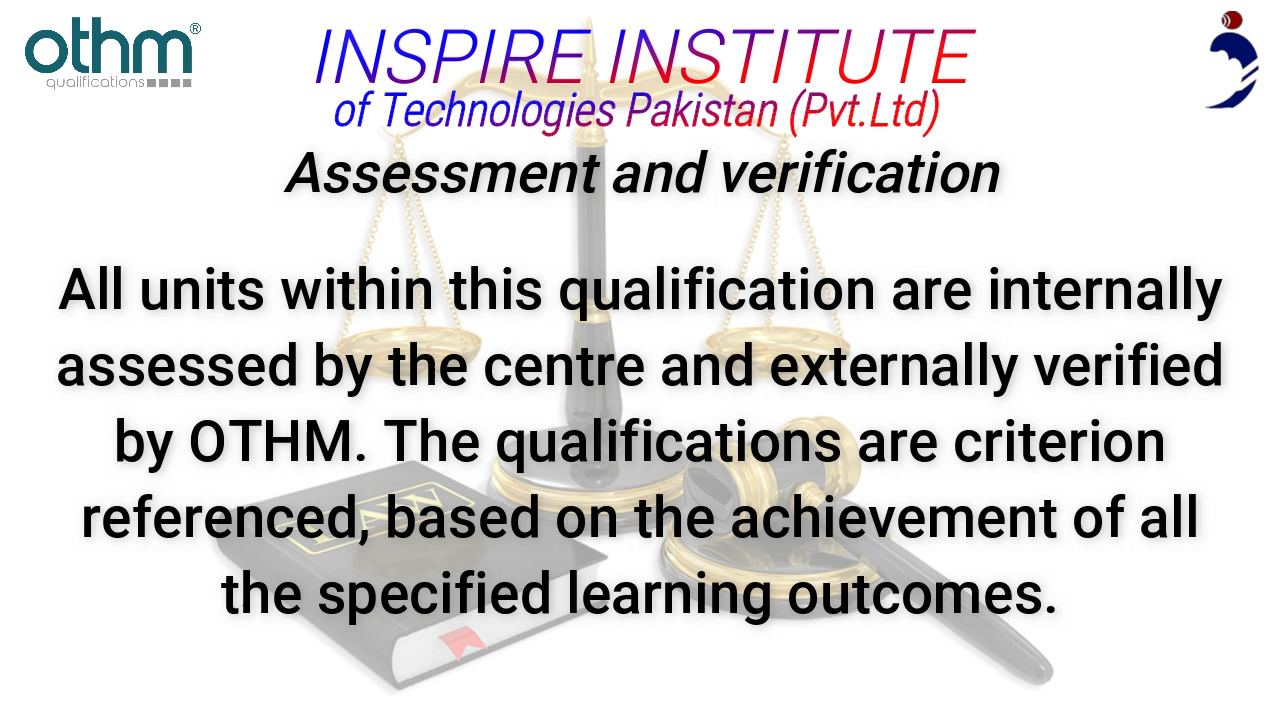 othm®
qualifications
INSPIRE INSTITUTE
of Technologies Pakistan (Pvt.Ltd)
Assessment and verification
All units within this qualification are internally
assessed by the centre and externally verified
by OTHM. The qualifications are criterion
referenced, based on the achievement of all
the specified learning outcomes.
LAW